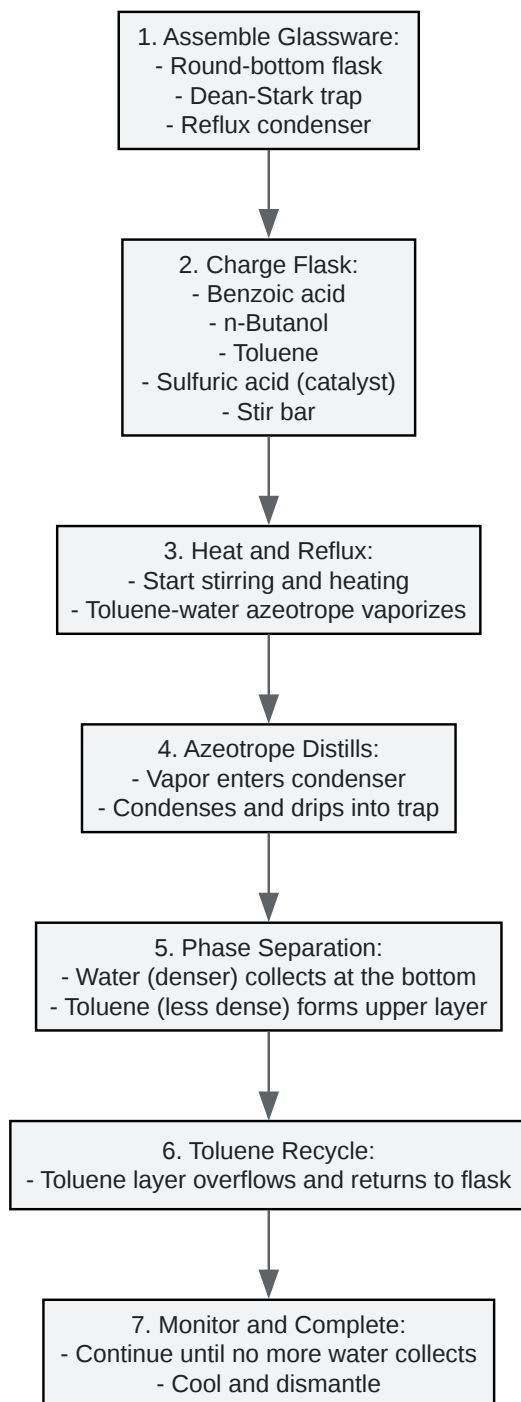 1. Assemble Glassware:
- Round-bottom flask
- Dean-Stark trap
- Reflux condenser
2. Charge Flask:
- Benzoic acid
- n-Butanol
- Toluene
- Sulfuric acid (catalyst)
- Stir bar
3. Heat and Reflux:
- Start stirring and heating
- Toluene-water azeotrope vaporizes
4. Azeotrope Distills:
- Vapor enters condenser
- Condenses and drips into trap
5. Phase Separation:
- Water (denser) collects at the bottom
- Toluene (less dense) forms upper layer
6. Toluene Recycle:
- Toluene layer overflows and returns to flask
7. Monitor and Complete:
- Continue until no more water collects
- Cool and dismantle